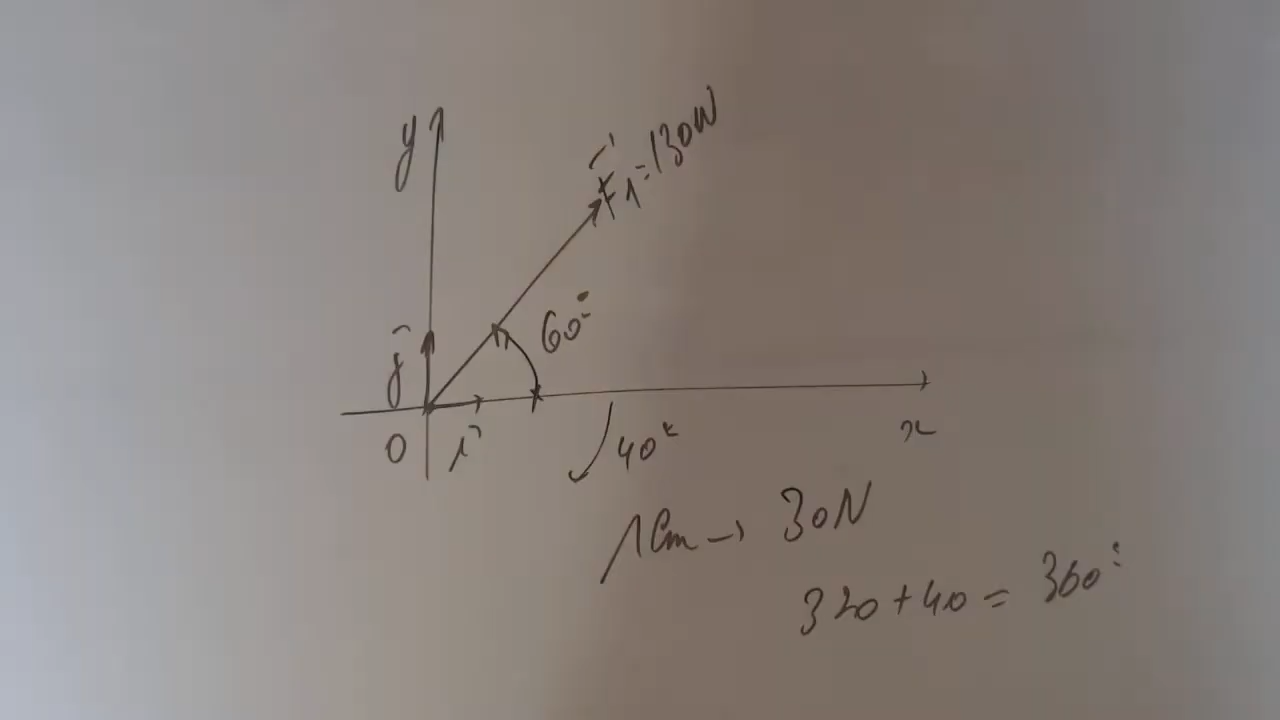 y
F₁=130N
60°
j
O
i
40°
x
1cm → 30N
320+40 = 360°